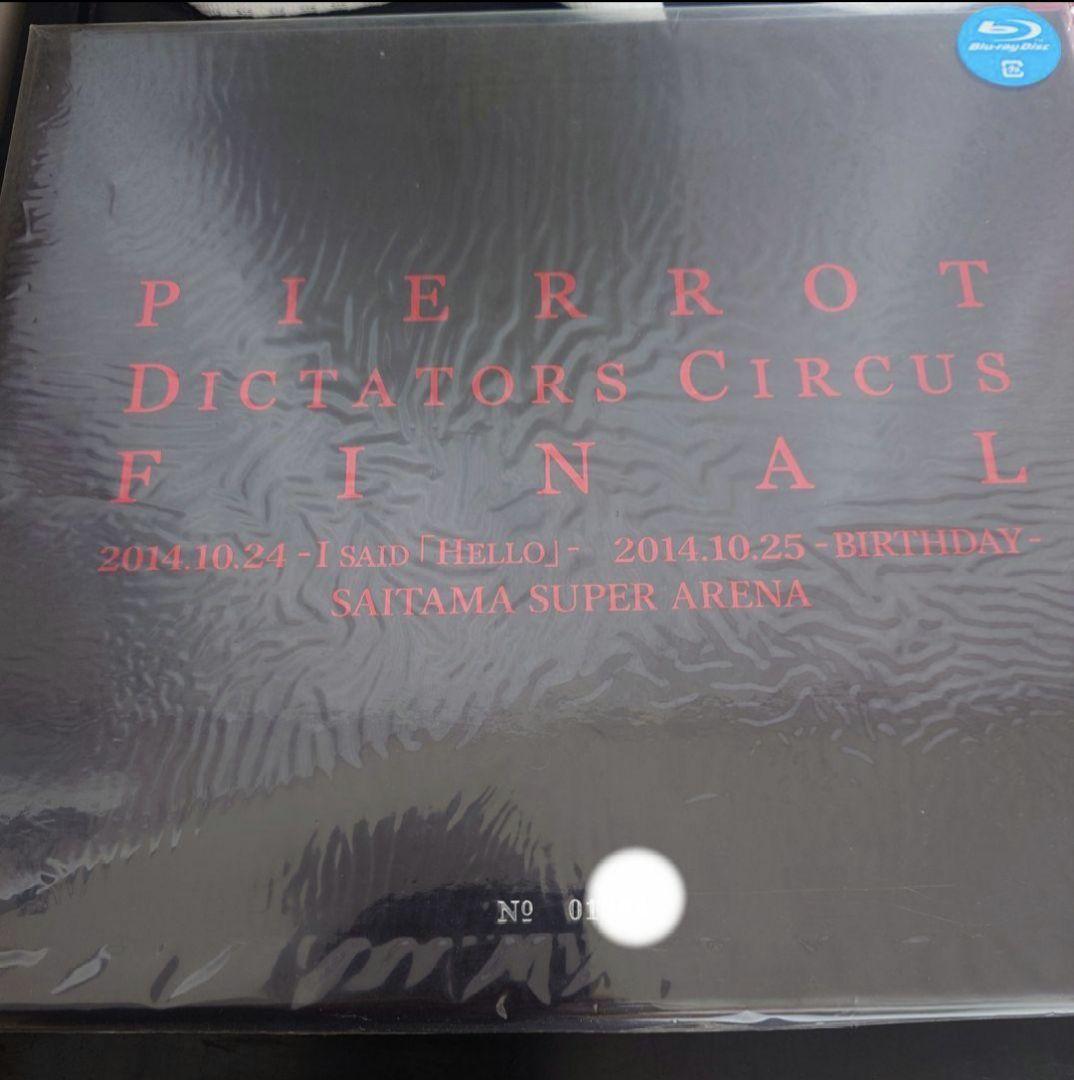 Blu-ray Disc
PIERROT
DICTATORS CIRCUS
FINAL
2014.10.24 -I SAID「HELLO」- 2014.10.25 -BIRTHDAY-
SAITAMA SUPER ARENA
Nº 01